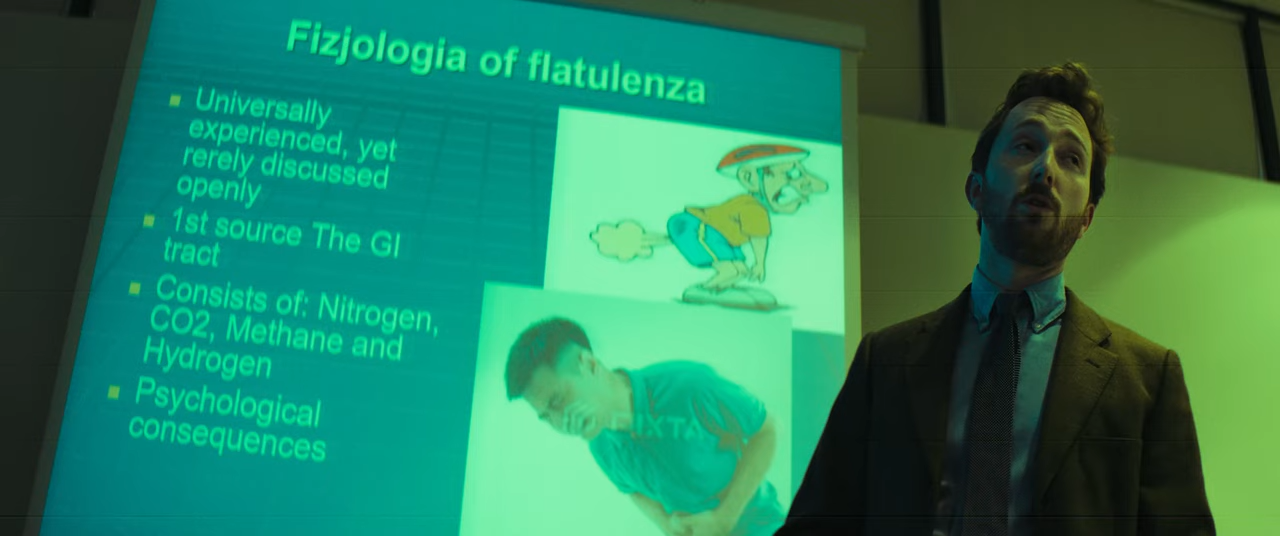 Fizjologia of flatulenza
Universally
experienced, yet
rerely discussed
openly
1st source The GI
tract
Consists of: Nitrogen,
CO2, Methane and
Hydrogen
Psychological
consequences
PIXTA